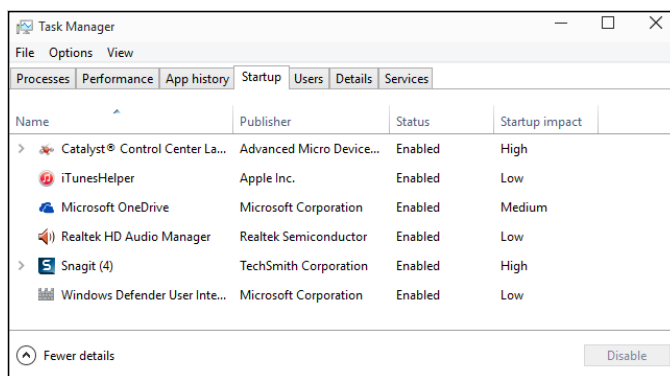 Task Manager
File Options View
Processes Performance App history Startup Users Details Services
Name Publisher Status Startup impact
Catalyst® Control Center La... Advanced Micro Device... Enabled High
iTunesHelper Apple Inc. Enabled Low
Microsoft OneDrive Microsoft Corporation Enabled Medium
Realtek HD Audio Manager Realtek Semiconductor Enabled Low
S Snagit (4) TechSmith Corporation Enabled High
Windows Defender User Inte... Microsoft Corporation Enabled Low
Fewer details Disable